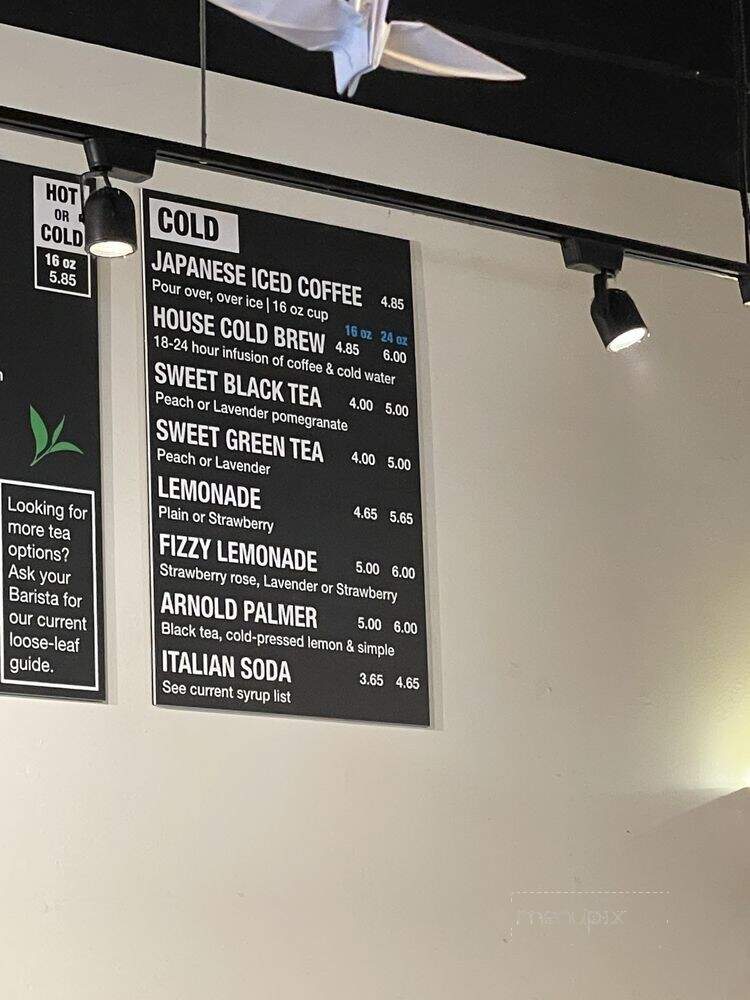 HOT
OR
COLD
16 oz
5.85
Looking for
more tea
options?
Ask your
Barista for
our current
loose-leaf
guide.
COLD
JAPANESE ICED COFFEE 4.85
Pour over, over ice | 16 oz cup
16 oz 24 oz
HOUSE COLD BREW 4.85 6.00
18-24 hour infusion of coffee & cold water
SWEET BLACK TEA 4.00 5.00
Peach or Lavender pomegranate
SWEET GREEN TEA 4.00 5.00
Peach or Lavender
LEMONADE 4.65 5.65
Plain or Strawberry
FIZZY LEMONADE 5.00 6.00
Strawberry rose, Lavender or Strawberry
ARNOLD PALMER 5.00 6.00
Black tea, cold-pressed lemon & simple
ITALIAN SODA 3.65 4.65
See current syrup list
menupix